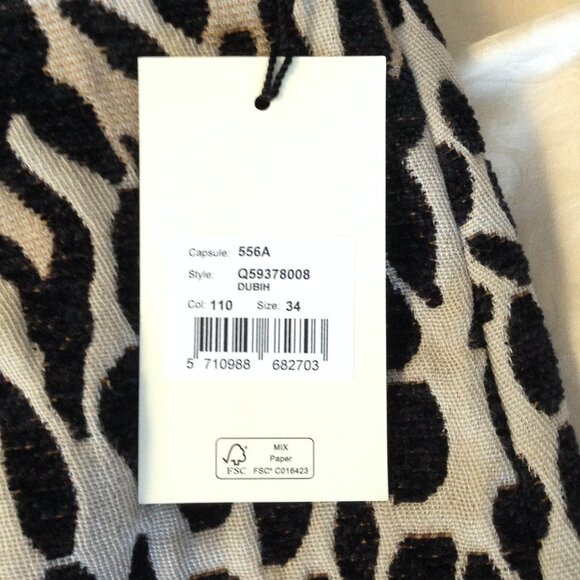 Capsule: 556A
Style: Q59378008
DUBIH
Col: 110 Size: 34
5 710988 682703
MIX
Paper
FSC FSC® C016423